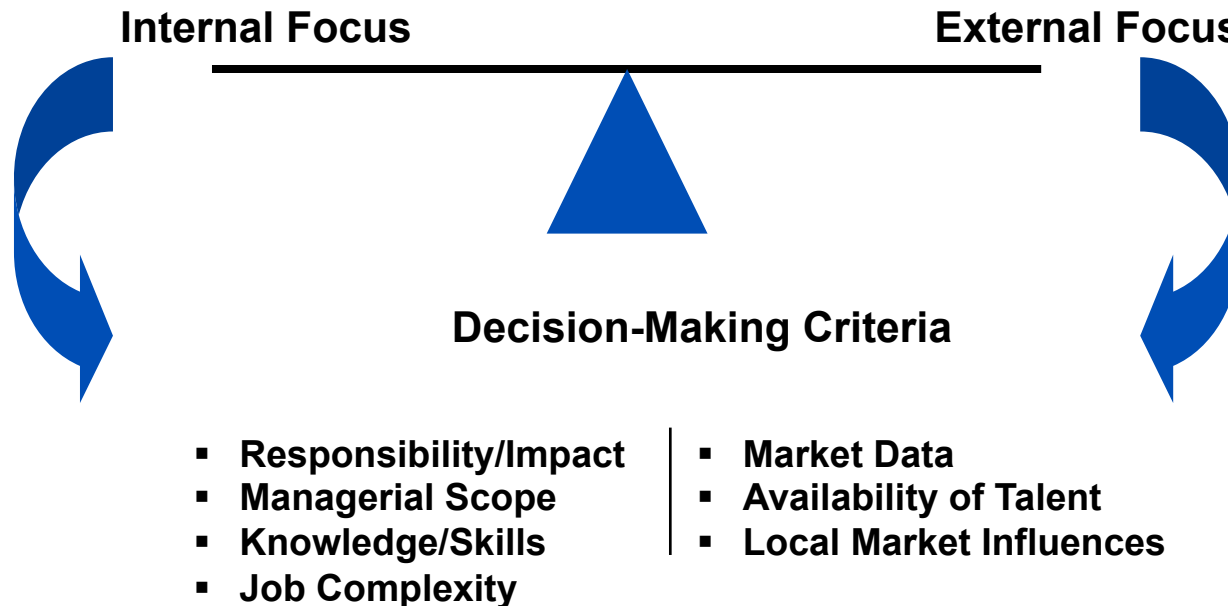 Internal Focus
External Focus
Decision-Making Criteria
▪ Responsibility/Impact
▪ Managerial Scope
▪ Knowledge/Skills
▪ Job Complexity
▪ Market Data
▪ Availability of Talent
▪ Local Market Influences